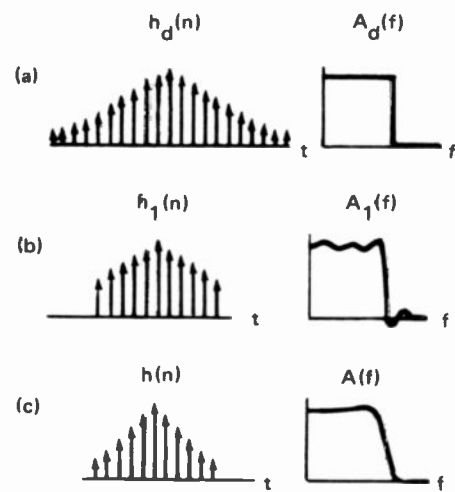 h_d(n) A_d(f)
(a)
t f
h_1(n) A_1(f)
(b)
t f
h(n) A(f)
(c)
t f